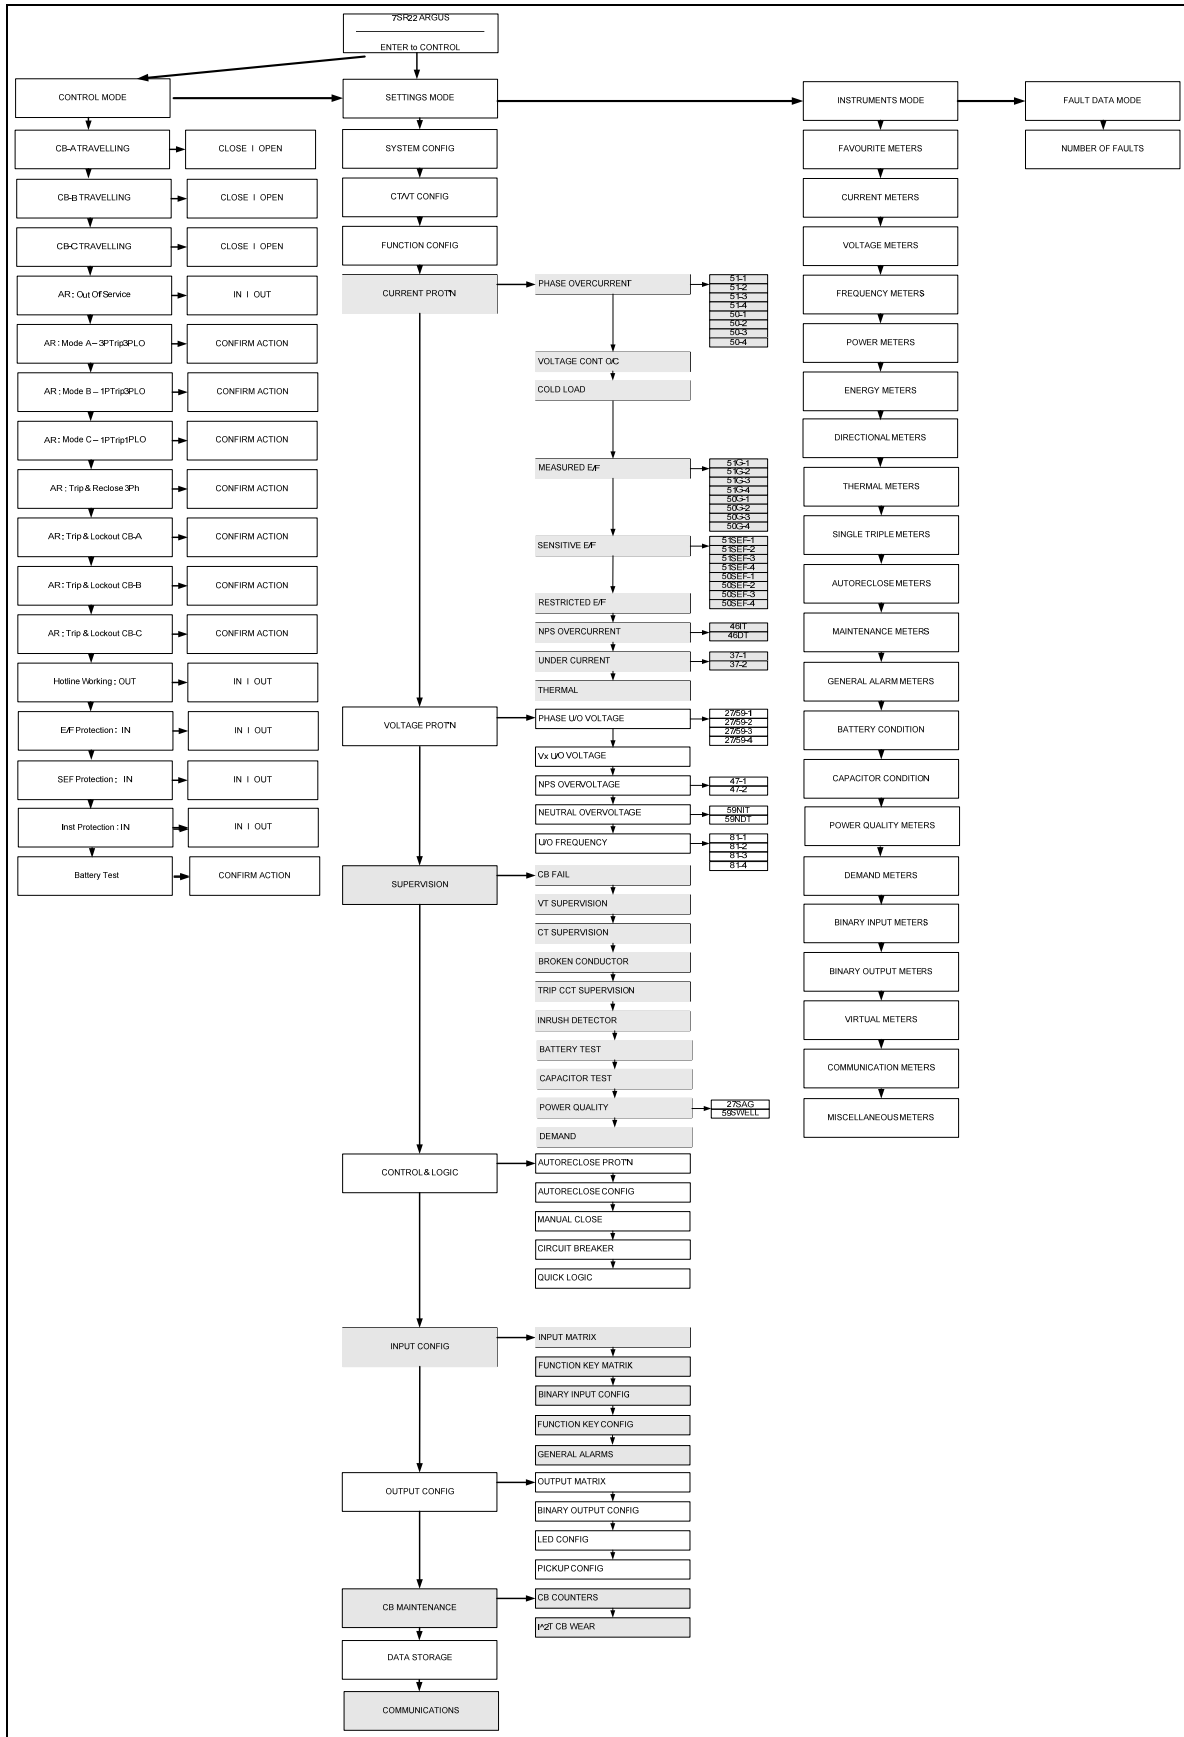 7SR22 ARGUS
ENTER to CONTROL
CONTROL MODE
SETTINGS MODE
INSTRUMENTS MODE
FAULT DATA MODE
CB-A TRAVELLING
CLOSE I OPEN
CB-B TRAVELLING
CLOSE I OPEN
CB-C TRAVELLING
CLOSE I OPEN
AR: Out Of Service
IN I OUT
AR: Mode A – 3PTrip3PLO
CONFIRM ACTION
AR: Mode B – 1PTrip3PLO
CONFIRM ACTION
AR: Mode C – 1PTrip1PLO
CONFIRM ACTION
AR: Trip & Reclose 3Ph
CONFIRM ACTION
AR: Trip & Lockout CB-A
CONFIRM ACTION
AR: Trip & Lockout CB-B
CONFIRM ACTION
AR: Trip & Lockout CB-C
CONFIRM ACTION
Hotline Working: OUT
IN I OUT
E/F Protection: IN
IN I OUT
SEF Protection: IN
IN I OUT
Inst Protection: IN
IN I OUT
Battery Test
CONFIRM ACTION
SYSTEM CONFIG
CT/VT CONFIG
FUNCTION CONFIG
CURRENT PROT'N
PHASE OVERCURRENT
51-1
51-2
51-3
51-4
50-1
50-2
50-3
50-4
VOLTAGE CONT O/C
COLD LOAD
MEASURED E/F
51G-1
51G-2
51G-3
51G-4
50G-1
50G-2
50G-3
50G-4
SENSITIVE E/F
51SEF-1
51SEF-2
51SEF-3
51SEF-4
50SEF-1
50SEF-2
50SEF-3
50SEF-4
RESTRICTED E/F
NPS OVERCURRENT
46IT
46DT
UNDER CURRENT
37-1
37-2
THERMAL
VOLTAGE PROT'N
PHASE U/O VOLTAGE
27/59-1
27/59-2
27/59-3
27/59-4
Vx U/O VOLTAGE
NPS OVERVOLTAGE
47-1
47-2
NEUTRAL OVERVOLTAGE
59NIT
59NDT
U/O FREQUENCY
81-1
81-2
81-3
81-4
SUPERVISION
CB FAIL
VT SUPERVISION
CT SUPERVISION
BROKEN CONDUCTOR
TRIP CCT SUPERVISION
INRUSH DETECTOR
BATTERY TEST
CAPACITOR TEST
POWER QUALITY
27SAG
59SWELL
DEMAND
CONTROL & LOGIC
AUTORECLOSE PROT'N
AUTORECLOSE CONFIG
MANUAL CLOSE
CIRCUIT BREAKER
QUICK LOGIC
INPUT CONFIG
INPUT MATRIX
FUNCTION KEY MATRIX
BINARY INPUT CONFIG
FUNCTION KEY CONFIG
GENERAL ALARMS
OUTPUT CONFIG
OUTPUT MATRIX
BINARY OUTPUT CONFIG
LED CONFIG
PICKUP CONFIG
CB MAINTENANCE
CB COUNTERS
I^2T CB WEAR
DATA STORAGE
COMMUNICATIONS
FAVOURITE METERS
CURRENT METERS
VOLTAGE METERS
FREQUENCY METERS
POWER METERS
ENERGY METERS
DIRECTIONAL METERS
THERMAL METERS
SINGLE TRIPLE METERS
AUTORECLOSE METERS
MAINTENANCE METERS
GENERAL ALARM METERS
BATTERY CONDITION
CAPACITOR CONDITION
POWER QUALITY METERS
DEMAND METERS
BINARY INPUT METERS
BINARY OUTPUT METERS
VIRTUAL METERS
COMMUNICATION METERS
MISCELLANEOUS METERS
NUMBER OF FAULTS